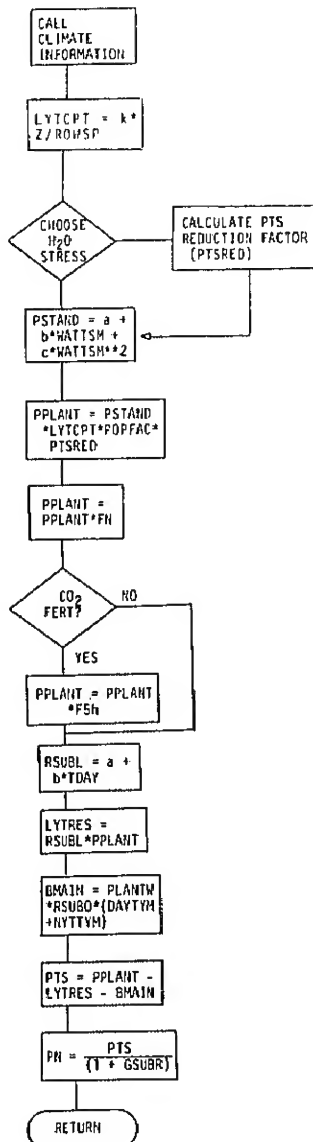 CALL
CLIMATE
INFORMATION
LYTCPT = k*
Z/ROWSP
CHOOSE
H2O
STRESS
CALCULATE PTS
REDUCTION FACTOR
(PTSRED)
PSTAND = a +
b*WATTSM +
c*WATTSM**2
PPLANT = PSTAND
*LYTCPT*POPFAC*
PTSRED
PPLANT =
PPLANT*FN
CO2
FERT?
NO
YES
PPLANT = PPLANT
*FSh
RSUBL = a +
b*TDAY
LYTRES =
RSUBL*PPLANT
BMAIN = PLANTW
*RSUBO*(DAYTYM
+NYTTYM)
PTS = PPLANT -
LYTRES - BMAIN
PN = PTS
(1 + GSUBR)
RETURN